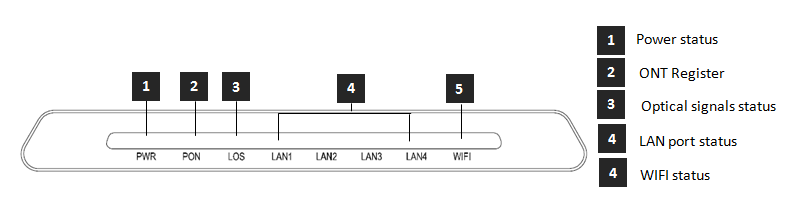 1 2 3 4 5
PWR PON LOS LAN1 LAN2 LAN3 LAN4 WIFI
1 Power status
2 ONT Register
3 Optical signals status
4 LAN port status
4 WIFI status